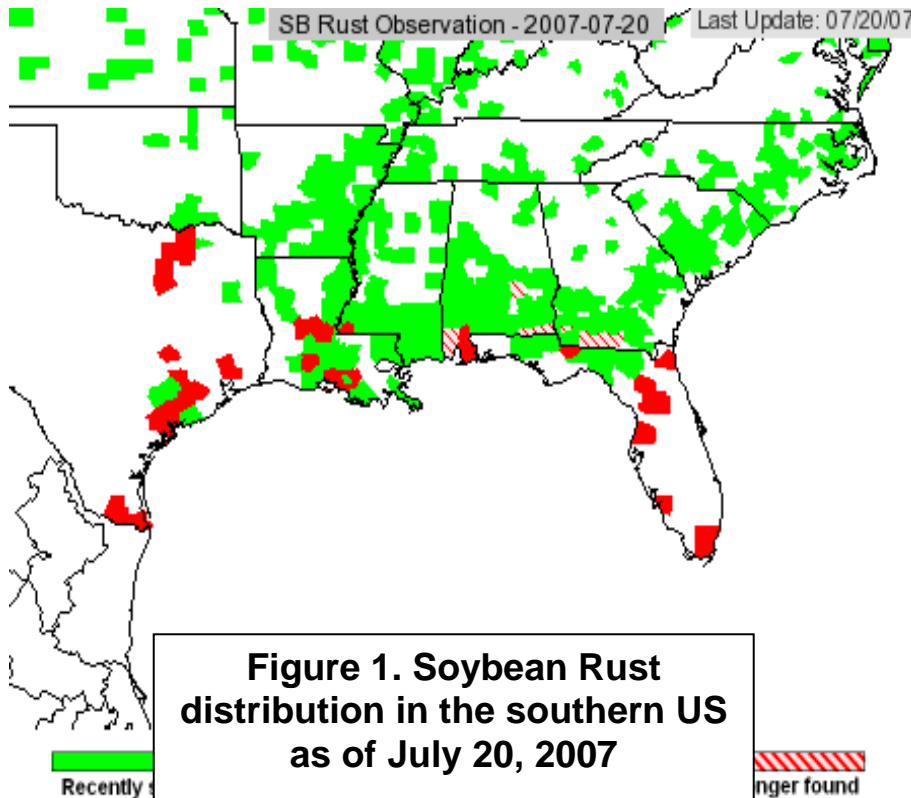 SB Rust Observation - 2007-07-20
Last Update: 07/20/07
Figure 1. Soybean Rust
distribution in the southern US
as of July 20, 2007
Recently
found